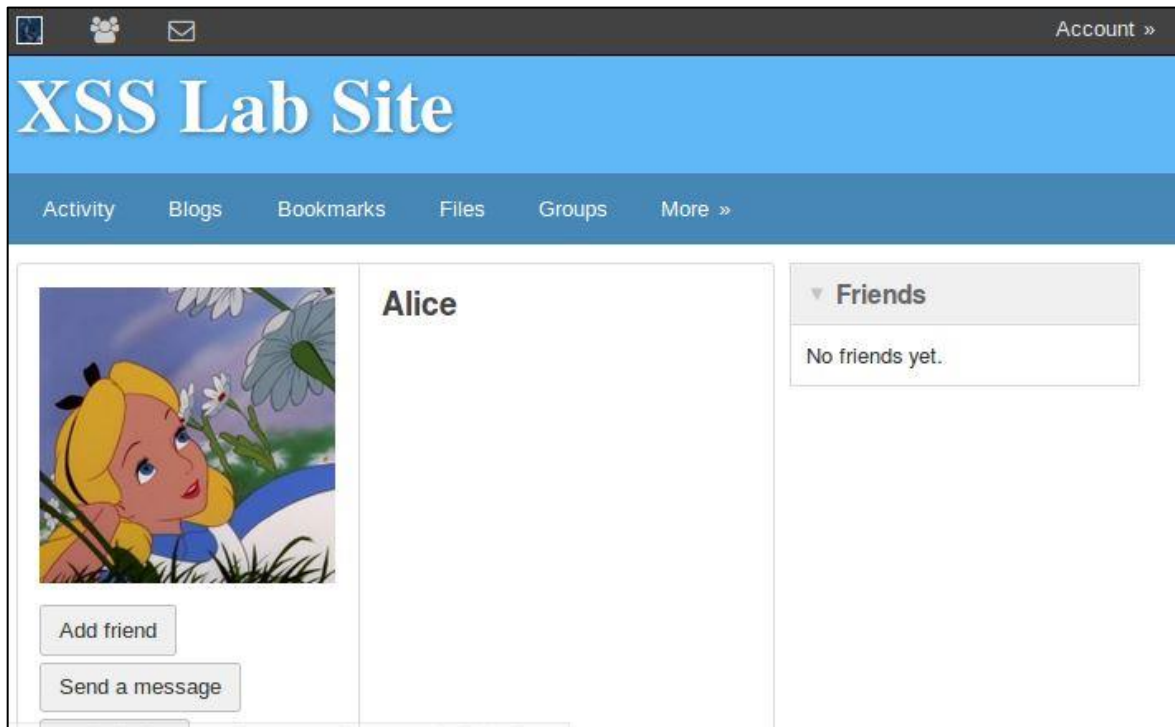 Account »
XSS Lab Site
Activity Blogs Bookmarks Files Groups More »
Alice
Friends
No friends yet.
Add friend
Send a message